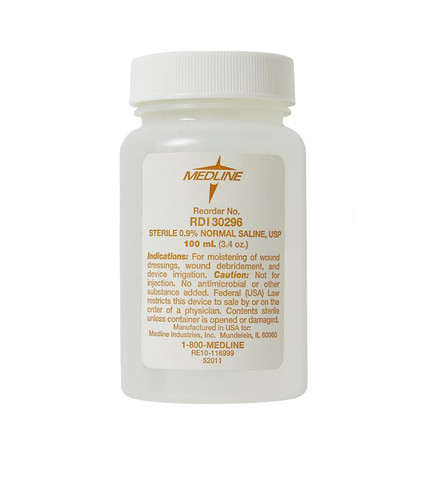 MEDLINE
Reorder No.
RDI30296
STERILE 0.9% NORMAL SALINE, USP
100 mL (3.4 oz.)
Indications: For moistening of wound
dressings, wound debridement, and
device irrigation. Caution: Not for
injection. No antimicrobial or other
substance added. Federal (USA) Law
restricts this device to sale by or on the
order of a physician. Contents sterile
unless container is opened or damaged.
Manufactured in USA for:
Medline Industries, Inc. Mundelein, IL 60060
1-800-MEDLINE
RE10-116999
52011